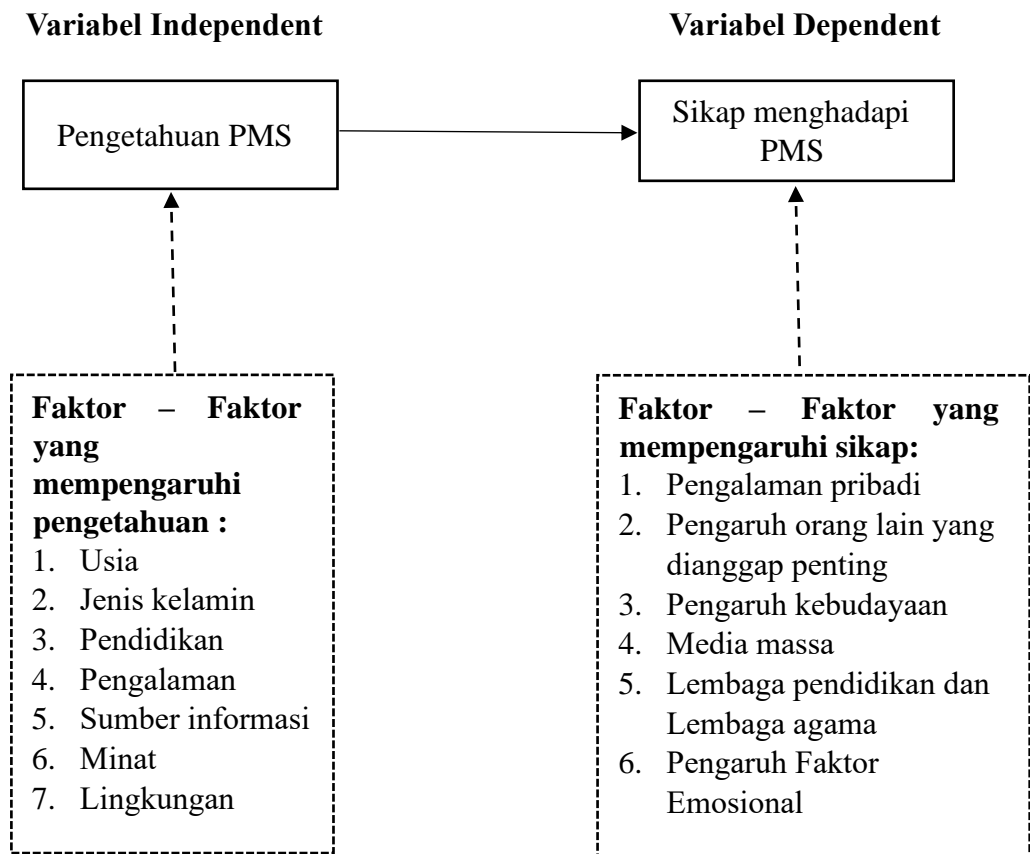 Variabel Independent
Variabel Dependent
Pengetahuan PMS
Sikap menghadapi
PMS
Faktor – Faktor
yang
mempengaruhi
pengetahuan :
1. Usia
2. Jenis kelamin
3. Pendidikan
4. Pengalaman
5. Sumber informasi
6. Minat
7. Lingkungan
Faktor – Faktor yang
mempengaruhi sikap:
1. Pengalaman pribadi
2. Pengaruh orang lain yang
dianggap penting
3. Pengaruh kebudayaan
4. Media massa
5. Lembaga pendidikan dan
Lembaga agama
6. Pengaruh Faktor
Emosional